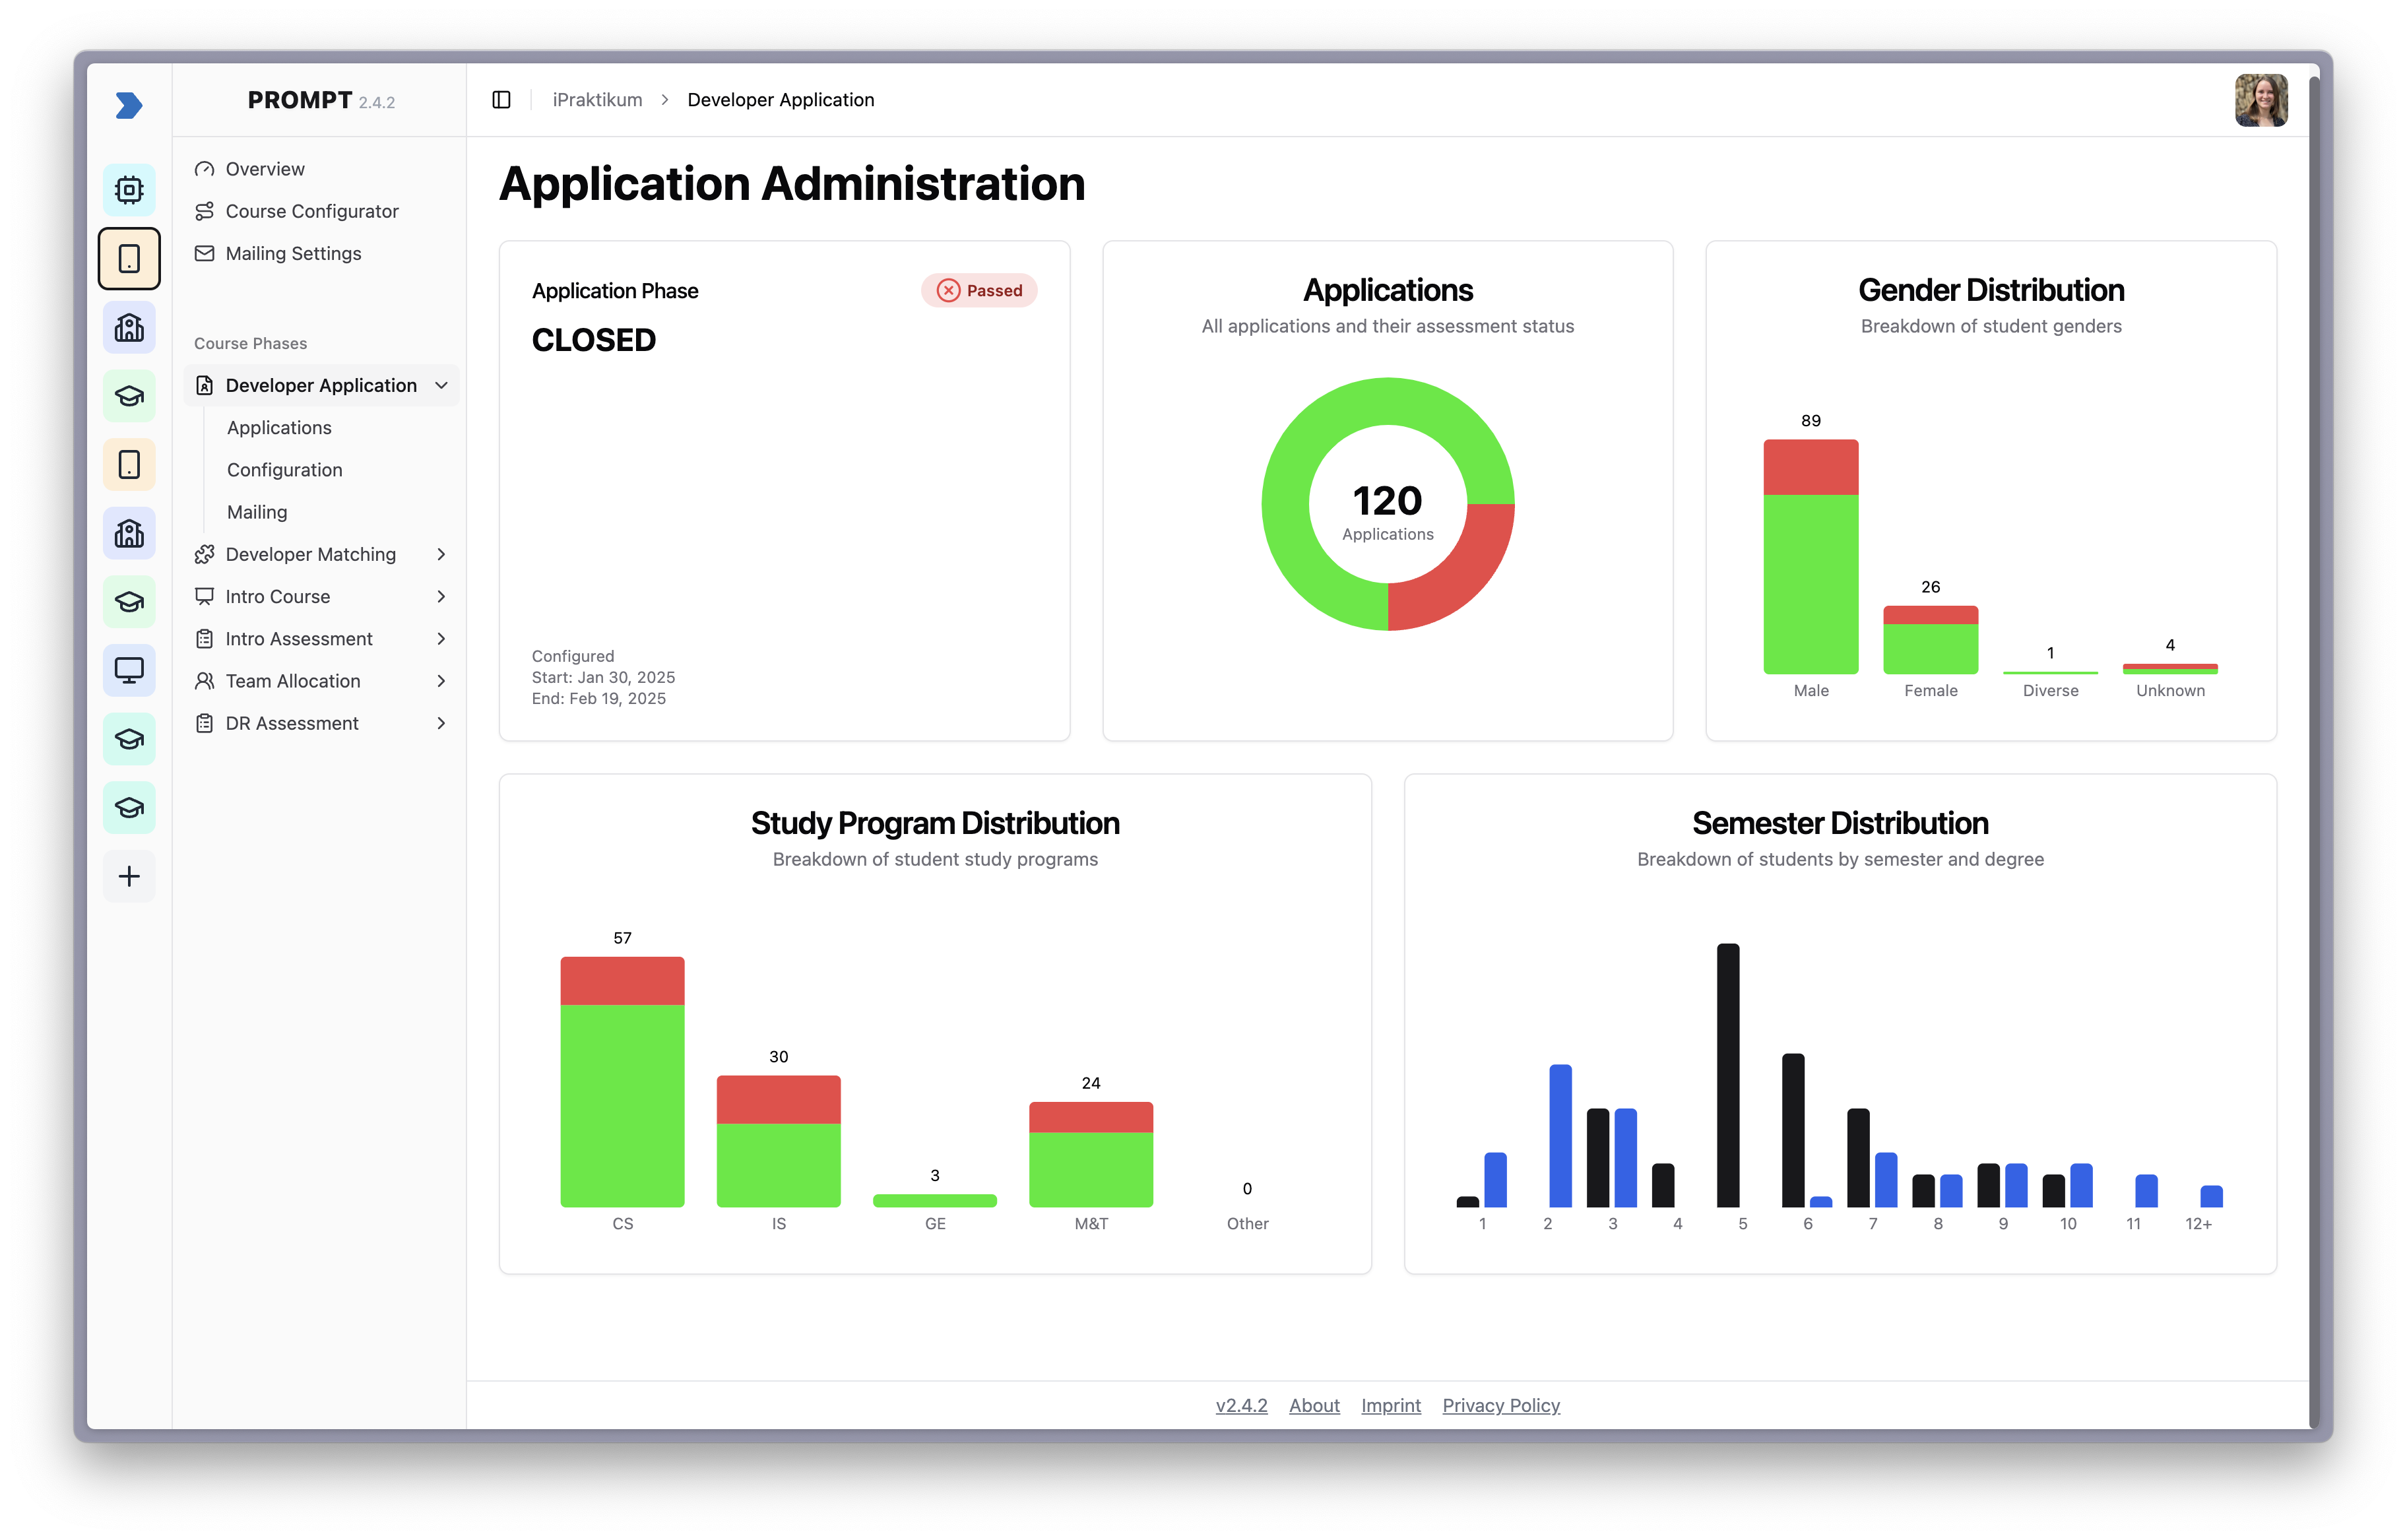 PROMPT 2.4.2
iPraktikum > Developer Application
Overview
Course Configurator
Mailing Settings
Course Phases
Developer Application
Applications
Configuration
Mailing
Developer Matching
Intro Course
Intro Assessment
Team Allocation
DR Assessment
Application Administration
Application Phase
Passed
CLOSED
Configured
Start: Jan 30, 2025
End: Feb 19, 2025
Applications
All applications and their assessment status
120
Applications
Gender Distribution
Breakdown of student genders
89
26
1
4
Male Female Diverse Unknown
Study Program Distribution
Breakdown of student study programs
57
30
3
24
0
CS IS GE M&T Other
Semester Distribution
Breakdown of students by semester and degree
1 2 3 4 5 6 7 8 9 10 11 12+
v2.4.2 About Imprint Privacy Policy